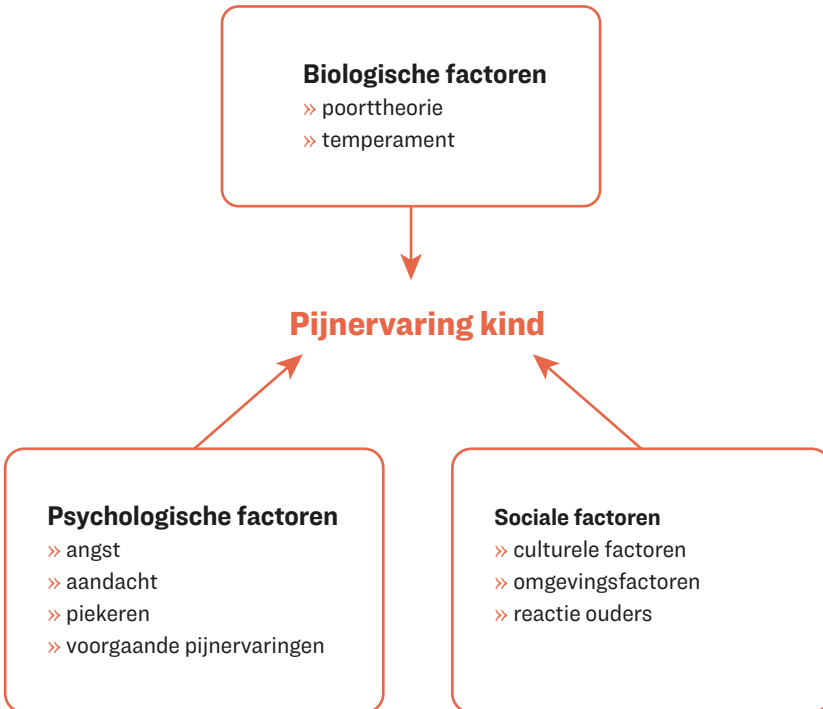 Biologische factoren
» poorttheorie
» temperament
Pijnervaring kind
Psychologische factoren
» angst
» aandacht
» piekeren
» voorgaande pijnervaringen
Sociale factoren
» culturele factoren
» omgevingsfactoren
» reactie ouders